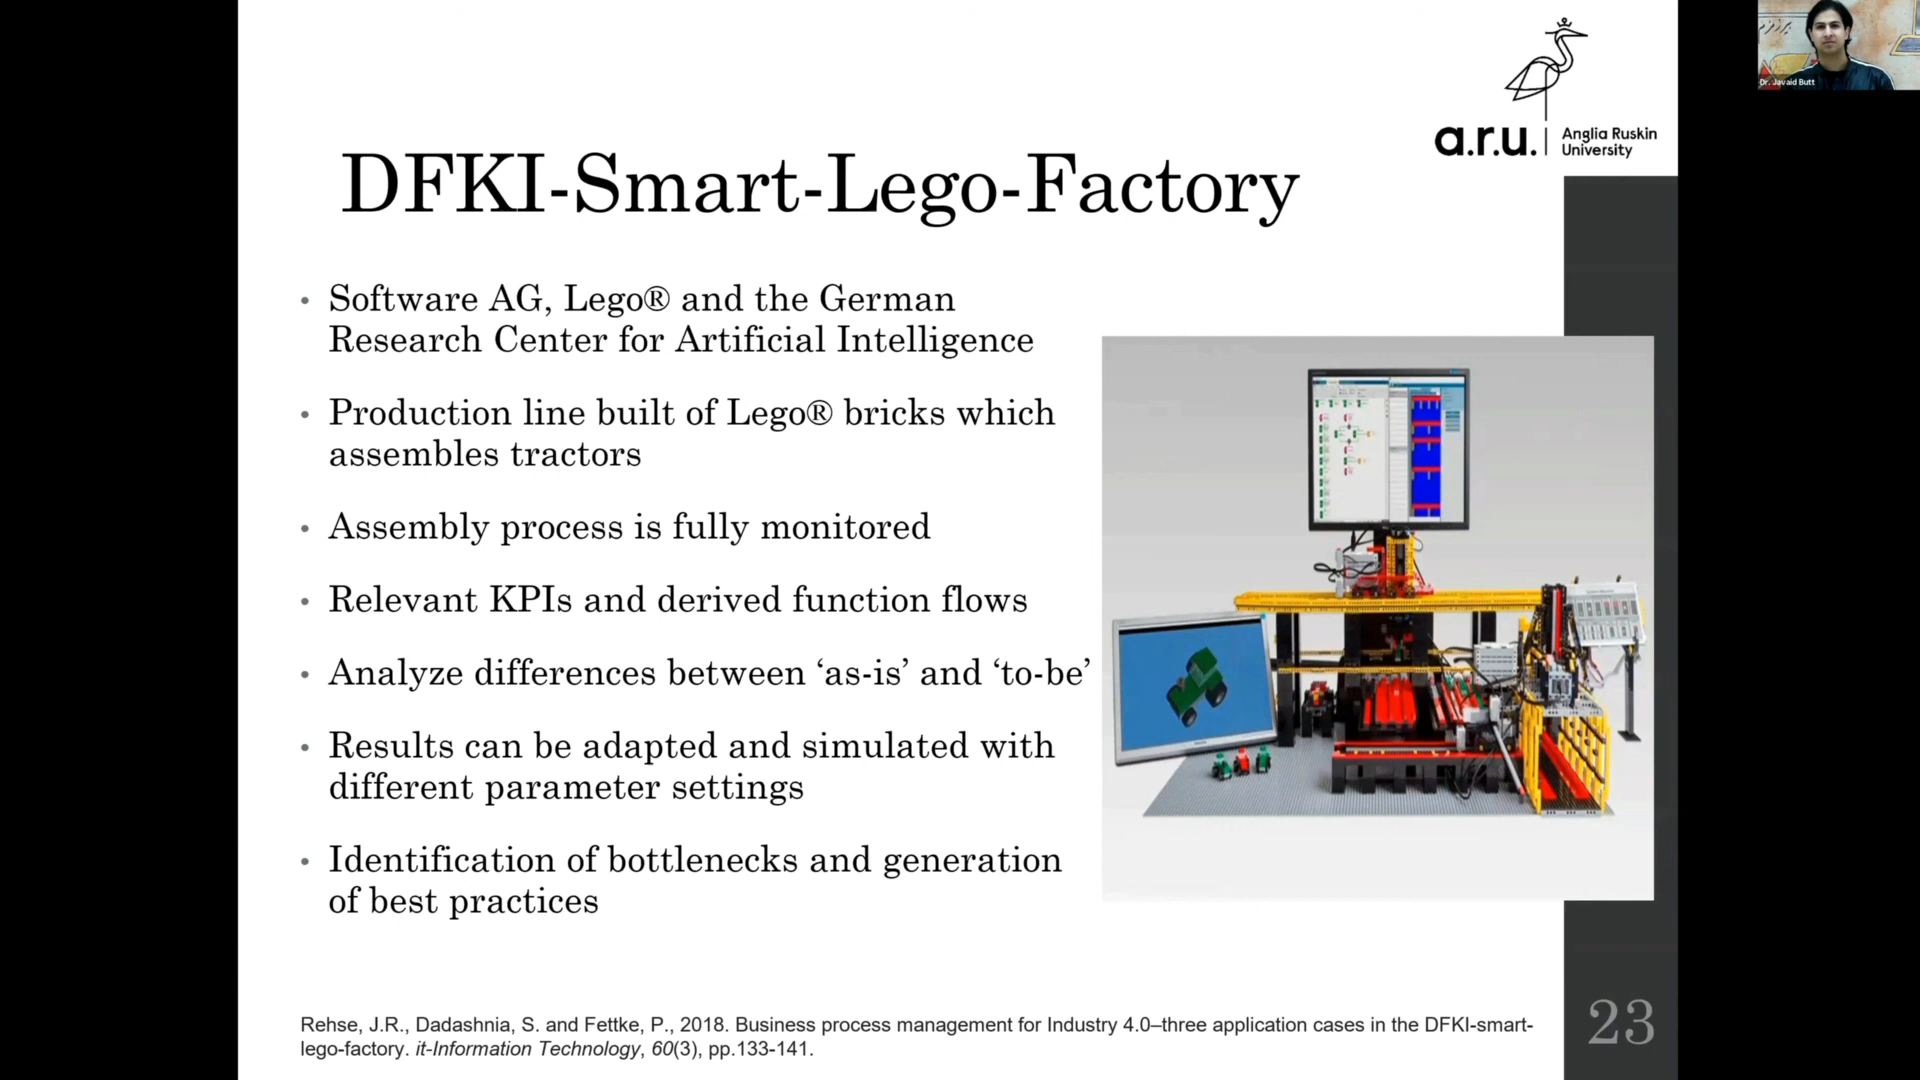 Dr. Javaid Butt
a.r.u.
Anglia Ruskin
University
DFKI-Smart-Lego-Factory
• Software AG, Lego® and the German
Research Center for Artificial Intelligence
• Production line built of Lego® bricks which
assembles tractors
• Assembly process is fully monitored
• Relevant KPIs and derived function flows
• Analyze differences between ‘as-is’ and ‘to-be’
• Results can be adapted and simulated with
different parameter settings
• Identification of bottlenecks and generation
of best practices
Rehse, J.R., Dadashnia, S. and Fettke, P., 2018. Business process management for Industry 4.0–three application cases in the DFKI-smart-
lego-factory. it-Information Technology, 60(3), pp.133-141.
23